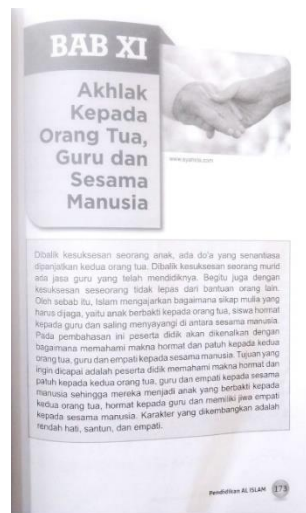 BAB XI
Akhlak
Kepada
Orang Tua,
Guru dan
Sesama
Manusia
Dibalik kesuksesan seorang anak, ada do'a yang senantiasa
dipanjatkan kedua orang tua. Dibalik kesuksesan seorang murid
ada jasa guru yang telah mendidiknya. Begitu juga dengan
kesuksesan seseorang tidak lepas dari bantuan orang lain.
Oleh sebab itu, Islam mengajarkan bagaimana sikap mulia yang
harus dijaga, yaitu anak berbakti kepada orang tua, siswa hormat
kepada guru dan saling menyayangi di antara sesama manusia.
Pada pembahasan ini peserta didik akan dikenalkan dengan
bagaimana memahami makna hormat dan patuh kepada kedua
orang tua, guru dan empati kepada sesama manusia. Tujuan yang
ingin dicapai adalah peserta didik memahami makna hormat dan
patuh kepada kedua orang tua, guru dan empati kepada sesama
manusia sehingga mereka menjadi anak yang berbakti kepada
kedua orang tua, hormat kepada guru dan memiliki jiwa empati
kepada sesama manusia. Karakter yang dikembangkan adalah
rendah hati, santun, dan empati.
Pendidikan AL ISLAM 173